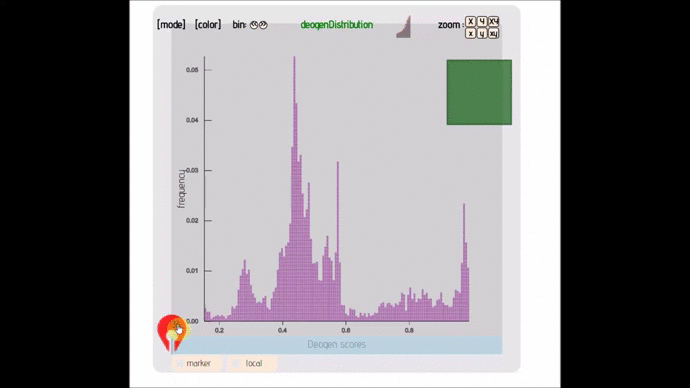 [mode] [color] bin: deogenDistribution zoom :
X Y XY
x y xy
0.05
0.04
frequency
0.03
0.02
0.01
0.00
0.2 0.4 0.6 0.8
Deogen scores
marker local